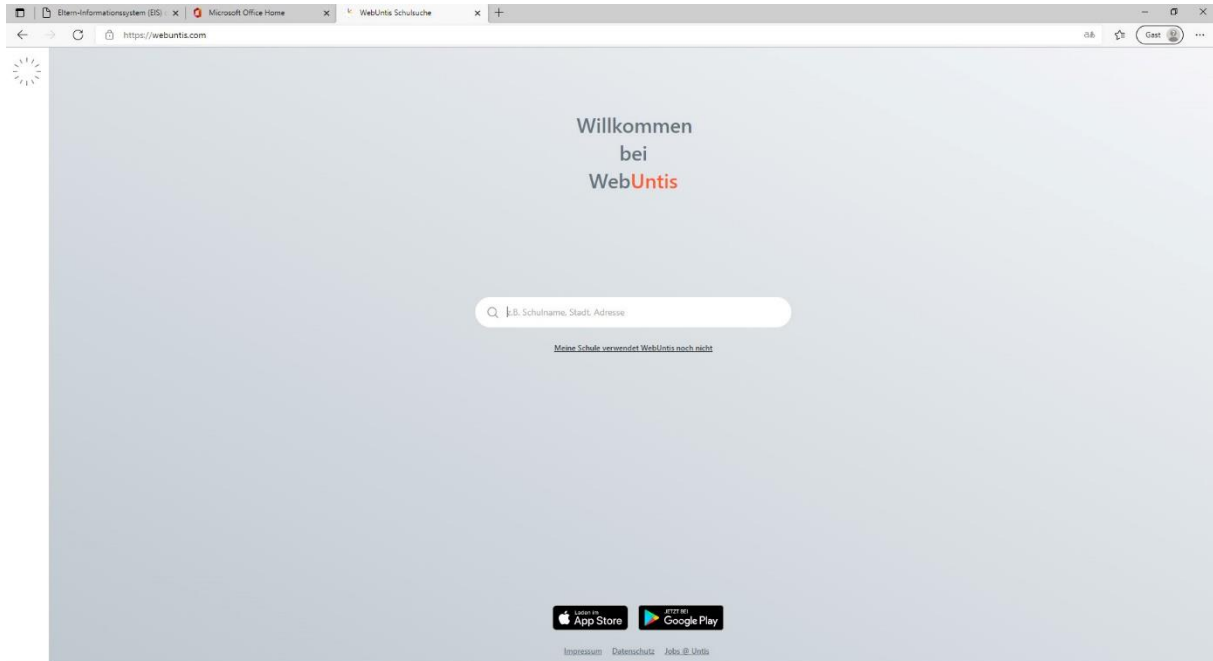 Eltern-Informationssystem (EIS)
Microsoft Office Home
WebUntis Schulsuche
https://webuntis.com
Gast
Willkommen
bei
WebUntis
z.B. Schulname, Stadt, Adresse
Meine Schule verwendet WebUntis noch nicht
Laden im
App Store
JETZT BEI
Google Play
Impressum Datenschutz Jobs @ Untis